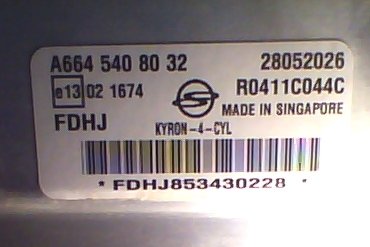 A664 540 80 32 28052026
e13 02 1674 R0411C044C
MADE IN SINGAPORE
FDHJ KYRON-4-CYL
* FDHJ853430228 *